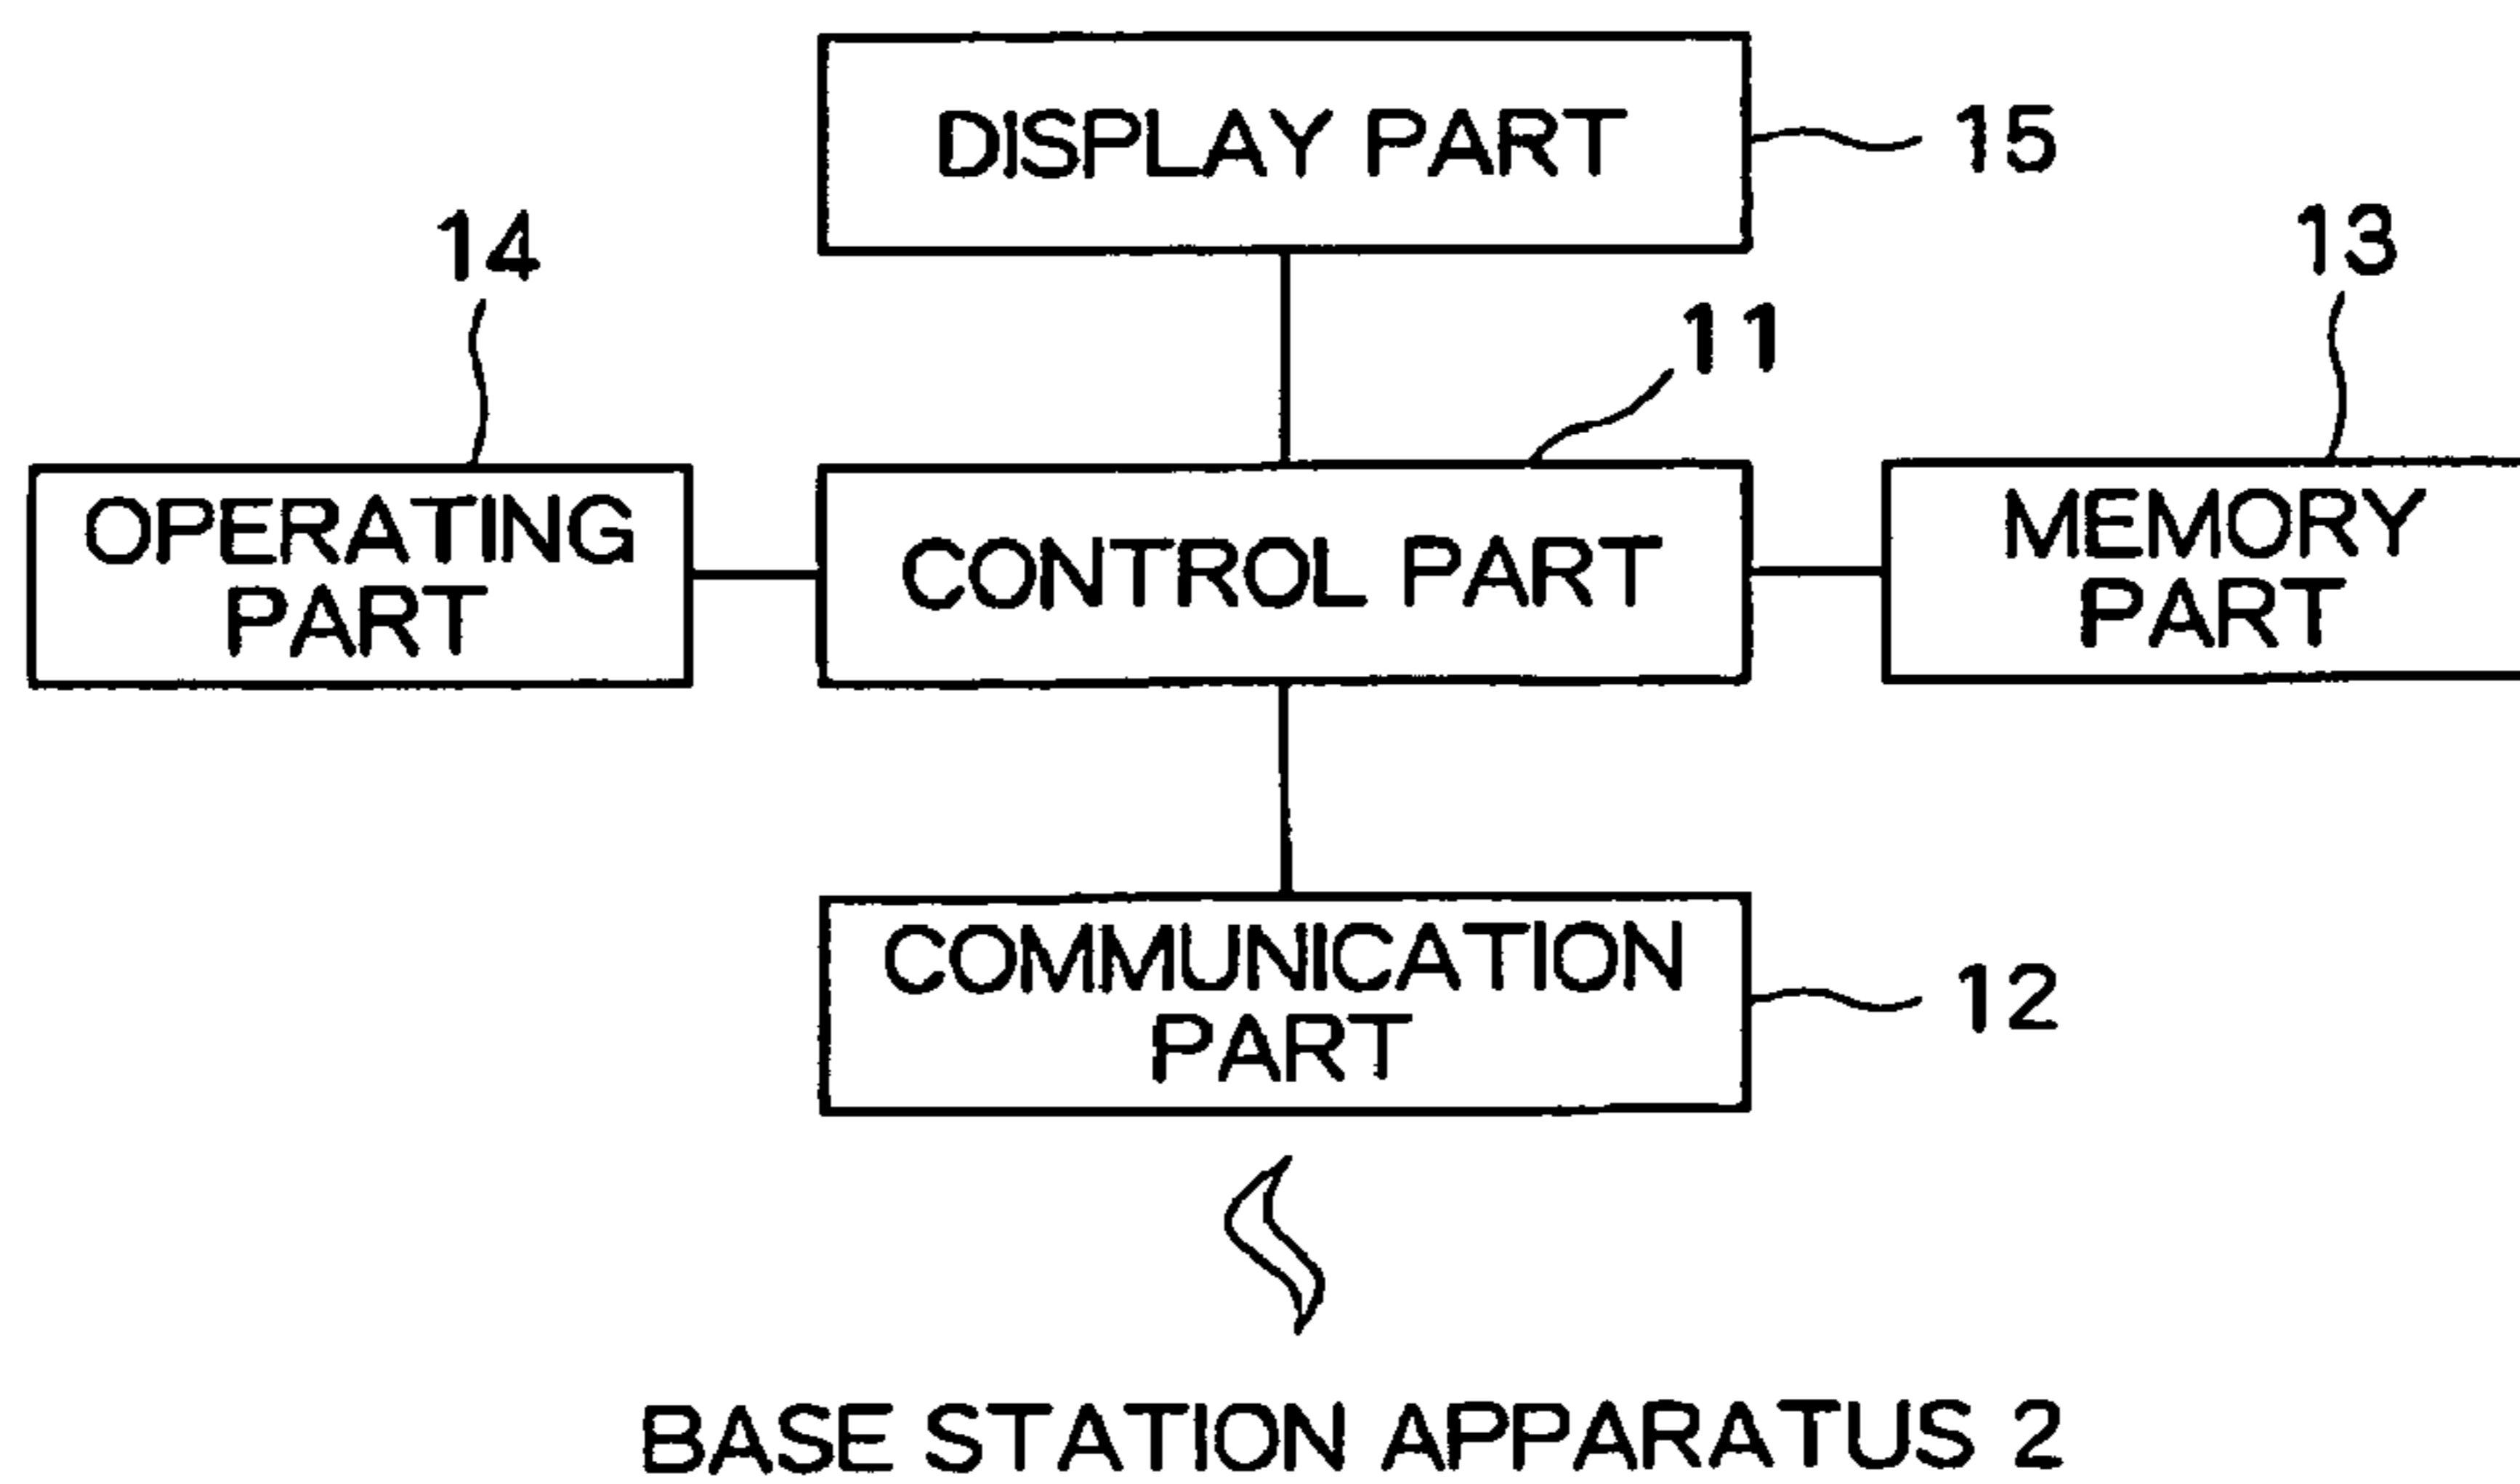 DISPLAY PART
15
14
13
11
OPERATING
PART
CONTROL PART
MEMORY
PART
COMMUNICATION
PART
12
BASE STATION APPARATUS 2